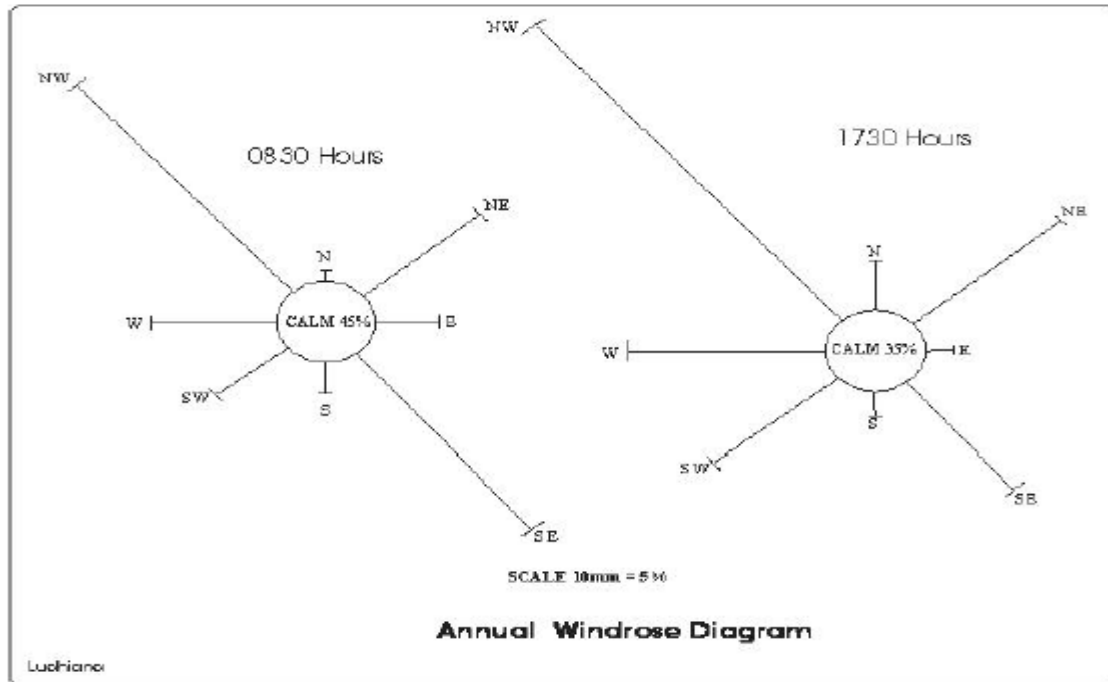 NW
NW
0830 Hours
1730 Hours
NE
NE
N
N
W
CALM 45%
E
W
CALM 35%
E
SW
S
S
SW
SE
SE
SCALE 10mm = 5%
Annual Windrose Diagram
Ludhiana